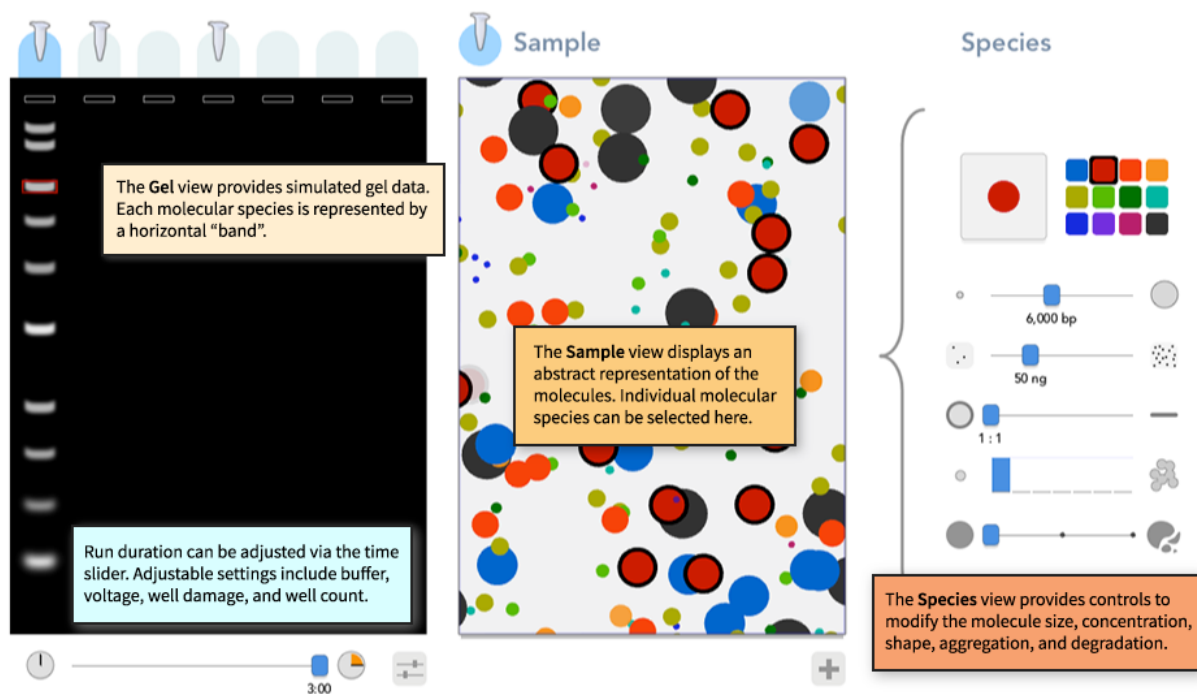 Sample
Species
The Gel view provides simulated gel data.
Each molecular species is represented by
a horizontal “band”.
6,000 bp
The Sample view displays an
abstract representation of the
molecules. Individual molecular
species can be selected here.
50 ng
1 : 1
Run duration can be adjusted via the time
slider. Adjustable settings include buffer,
voltage, well damage, and well count.
The Species view provides controls to
modify the molecule size, concentration,
shape, aggregation, and degradation.
3:00